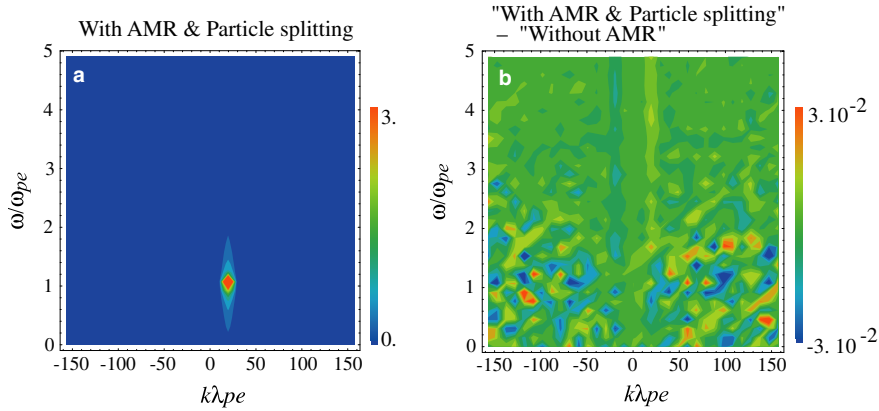 With AMR & Particle splitting
"With AMR & Particle splitting"
– "Without AMR"
a
5
4
3
2
1
0
ω/ω_pe
-150 -100 -50 0 50 100 150
kλpe
3.
0.
b
5
4
3
2
1
0
ω/ω_pe
-150 -100 -50 0 50 100 150
kλpe
3.10^-2
-3.10^-2